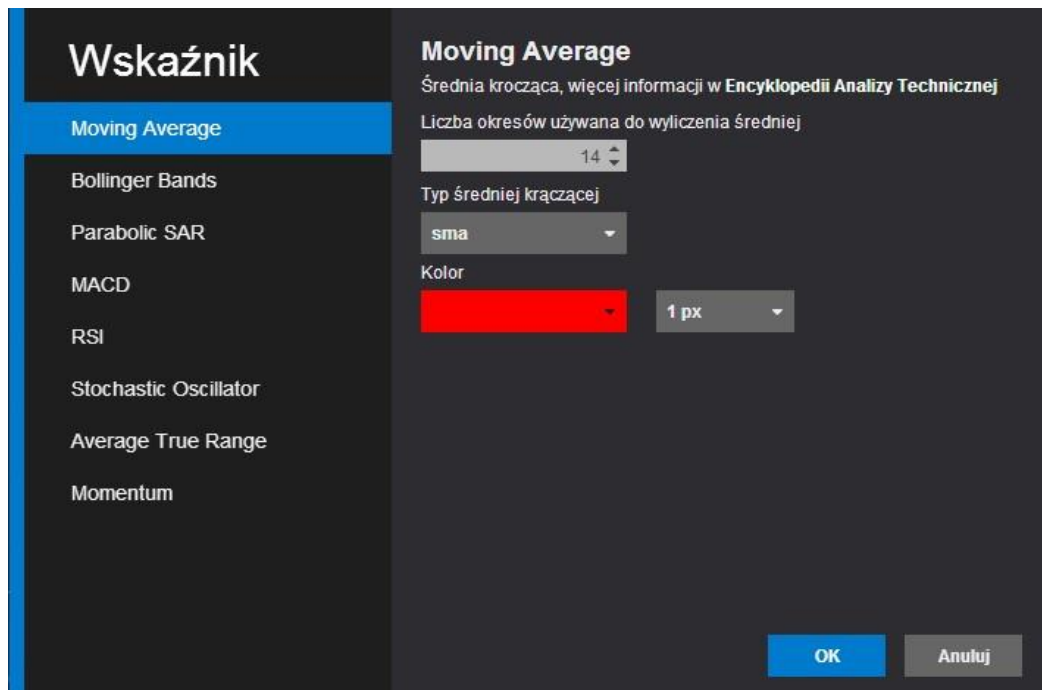 Wskaźnik
Moving Average
Bollinger Bands
Parabolic SAR
MACD
RSI
Stochastic Oscillator
Average True Range
Momentum
Moving Average
Średnia krocząca, więcej informacji w Encyklopedii Analizy Technicznej
Liczba okresów używana do wyliczenia średniej
14
Typ średniej krączącej
sma
Kolor
1 px
OK
Anuluj